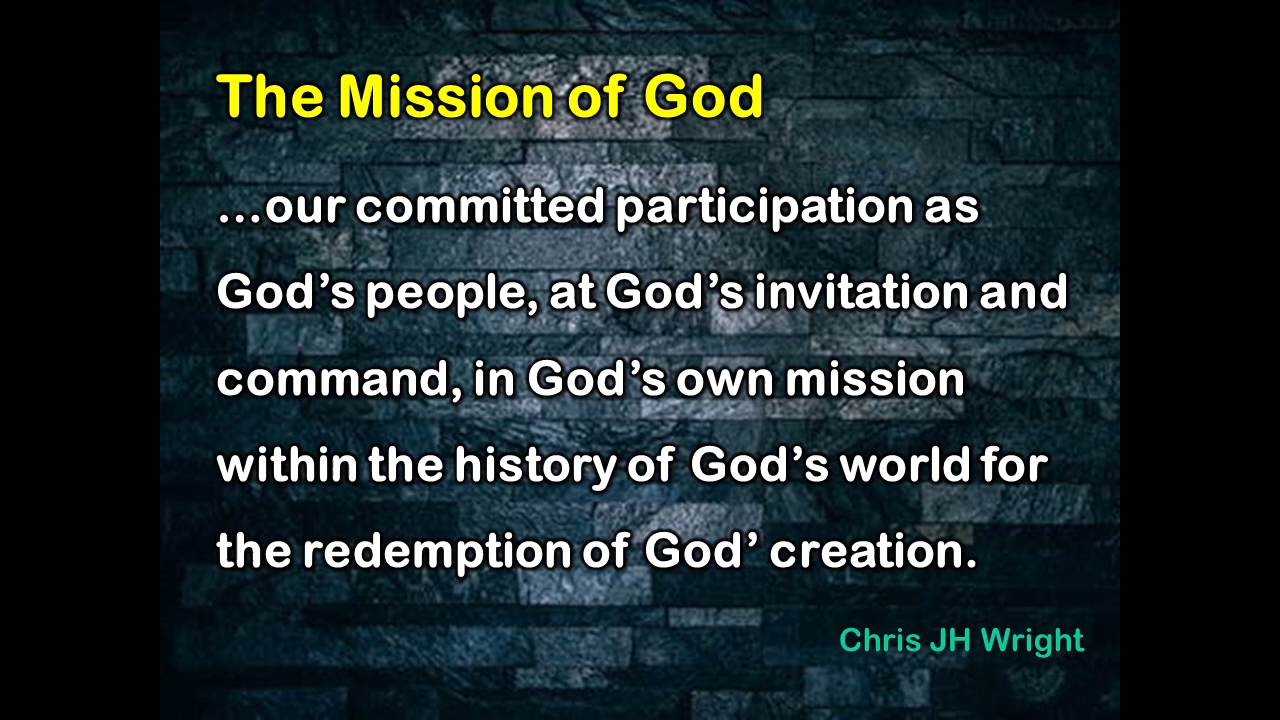 The Mission of God
…our committed participation as
God’s people, at God’s invitation and
command, in God’s own mission
within the history of God’s world for
the redemption of God’ creation.
Chris JH Wright